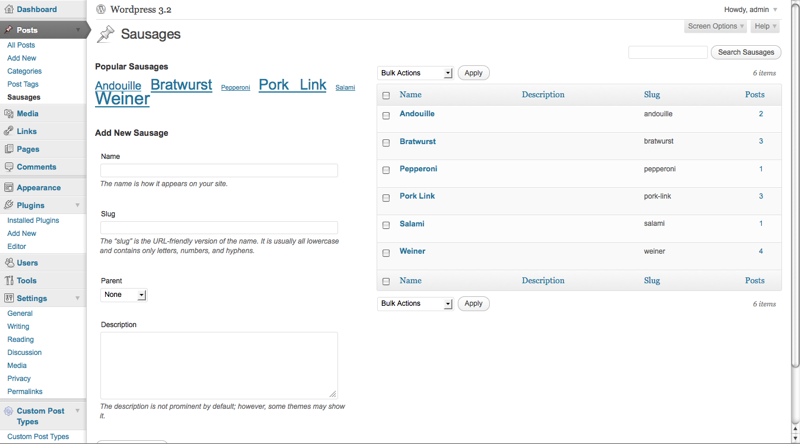 Dashboard
Posts
All Posts
Add New
Categories
Post Tags
Sausages
Media
Links
Pages
Comments
Appearance
Plugins
Installed Plugins
Add New
Editor
Users
Tools
Settings
General
Writing
Reading
Discussion
Media
Privacy
Permalinks
Custom Post
Types
Custom Post Types
Wordpress 3.2
Howdy, admin
Screen Options
Help
Sausages
Search Sausages
Popular Sausages
Andouille Bratwurst Pepperoni Pork Link Salami
Weiner
Add New Sausage
Name
The name is how it appears on your site.
Slug
The "slug" is the URL-friendly version of the name. It is usually all lowercase
and contains only letters, numbers, and hyphens.
Parent
None
Description
The description is not prominent by default; however, some themes may show
it.
Bulk Actions Apply 6 items
Name Description Slug Posts
Andouille andouille 2
Bratwurst bratwurst 3
Pepperoni pepperoni 1
Pork Link pork-link 3
Salami salami 1
Weiner weiner 4
Name Description Slug Posts
Bulk Actions Apply 6 items